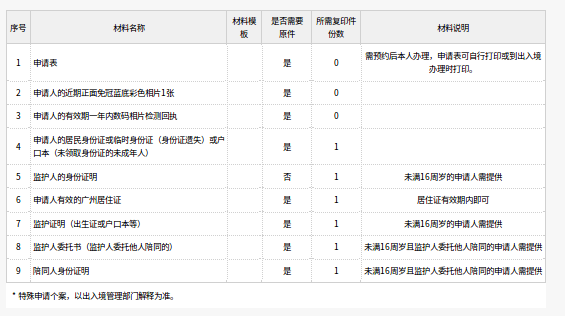 序号 材料名称 材料模板 是否需要原件 所需复印件份数 材料说明
1 申请表 是 0 需预约后本人办理，申请表可自行打印或到出入境办理时打印。
2 申请人的近期正面免冠蓝底彩色相片1张 是 0
3 申请人的有效期一年内数码相片检测回执 是 0
4 申请人的居民身份证或临时身份证（身份证遗失）或户口本（未领取身份证的未成年人） 是 1
5 监护人的身份证明 否 1 未满16周岁的申请人需提供
6 申请人有效的广州居住证 是 1 居住证有效期内即可
7 监护证明（出生证或户口本等） 是 1 未满16周岁的申请人需提供
8 监护人委托书（监护人委托他人陪同的） 是 1 未满16周岁且监护人委托他人陪同的申请人需提供
9 陪同人身份证明 是 1 未满16周岁且监护人委托他人陪同的申请人需提供
* 特殊申请个案，以出入境管理部门解释为准。